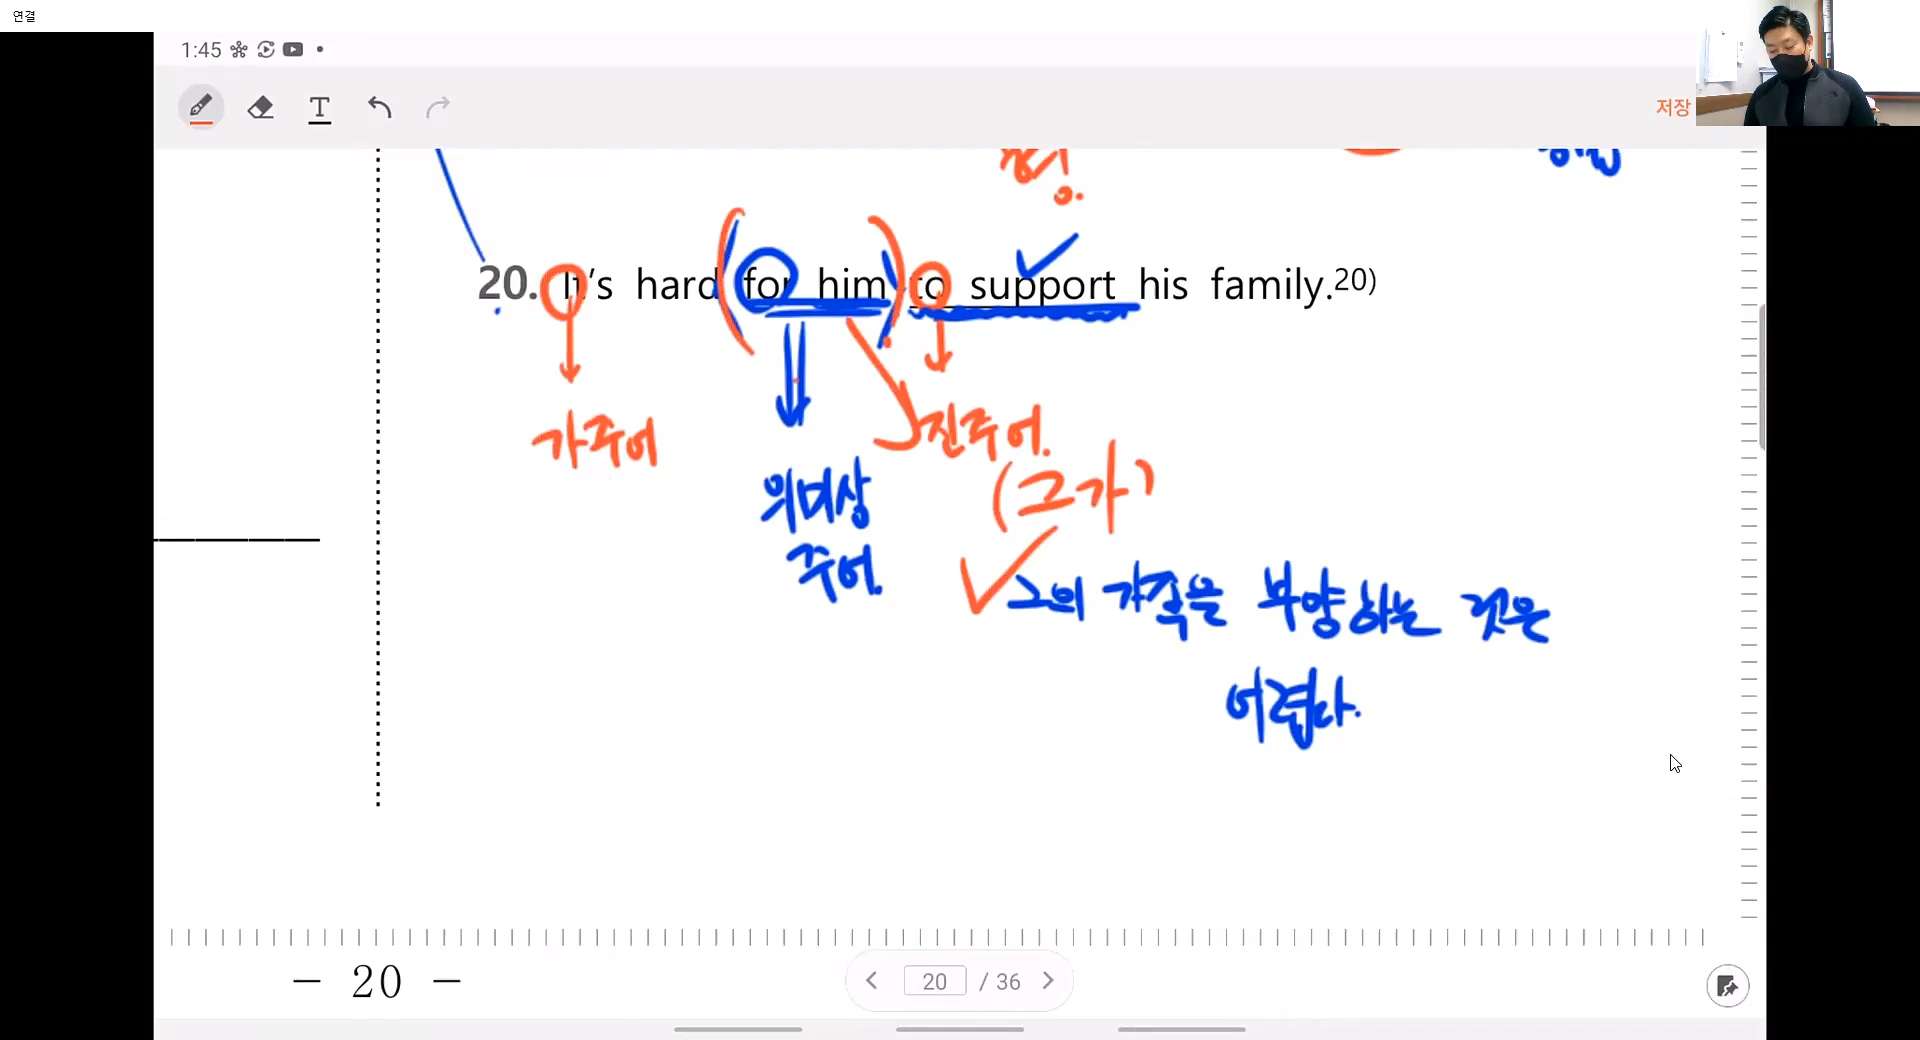 연결
1:45
T
저장
20. It's hard for him to support his family.20)
가주어
진주어.
(그가)
의미상
주어.
그의 가족을 부양하는 것은
어렵다.
- 20 -
20 / 36